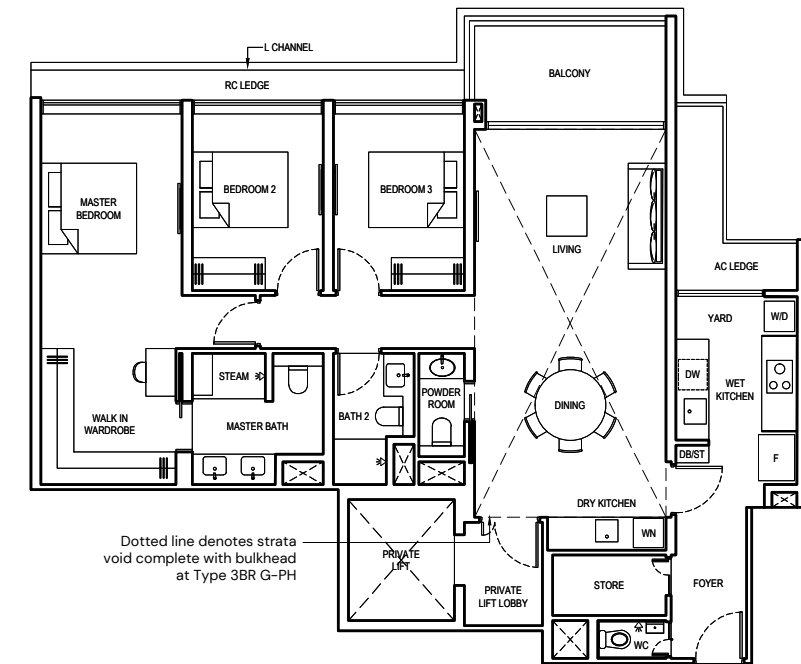 L CHANNEL
RC LEDGE
BALCONY
MASTER
BEDROOM
BEDROOM 2
BEDROOM 3
LIVING
AC LEDGE
YARD
W/D
DW
WET
KITCHEN
STEAM
POWDER
ROOM
DINING
WALK IN
WARDROBE
MASTER BATH
BATH 2
DB/ST
F
DRY KITCHEN
WN
Dotted line denotes strata
void complete with bulkhead
at Type 3BR G-PH
PRIVATE
LIFT
PRIVATE
LIFT LOBBY
STORE
FOYER
WC